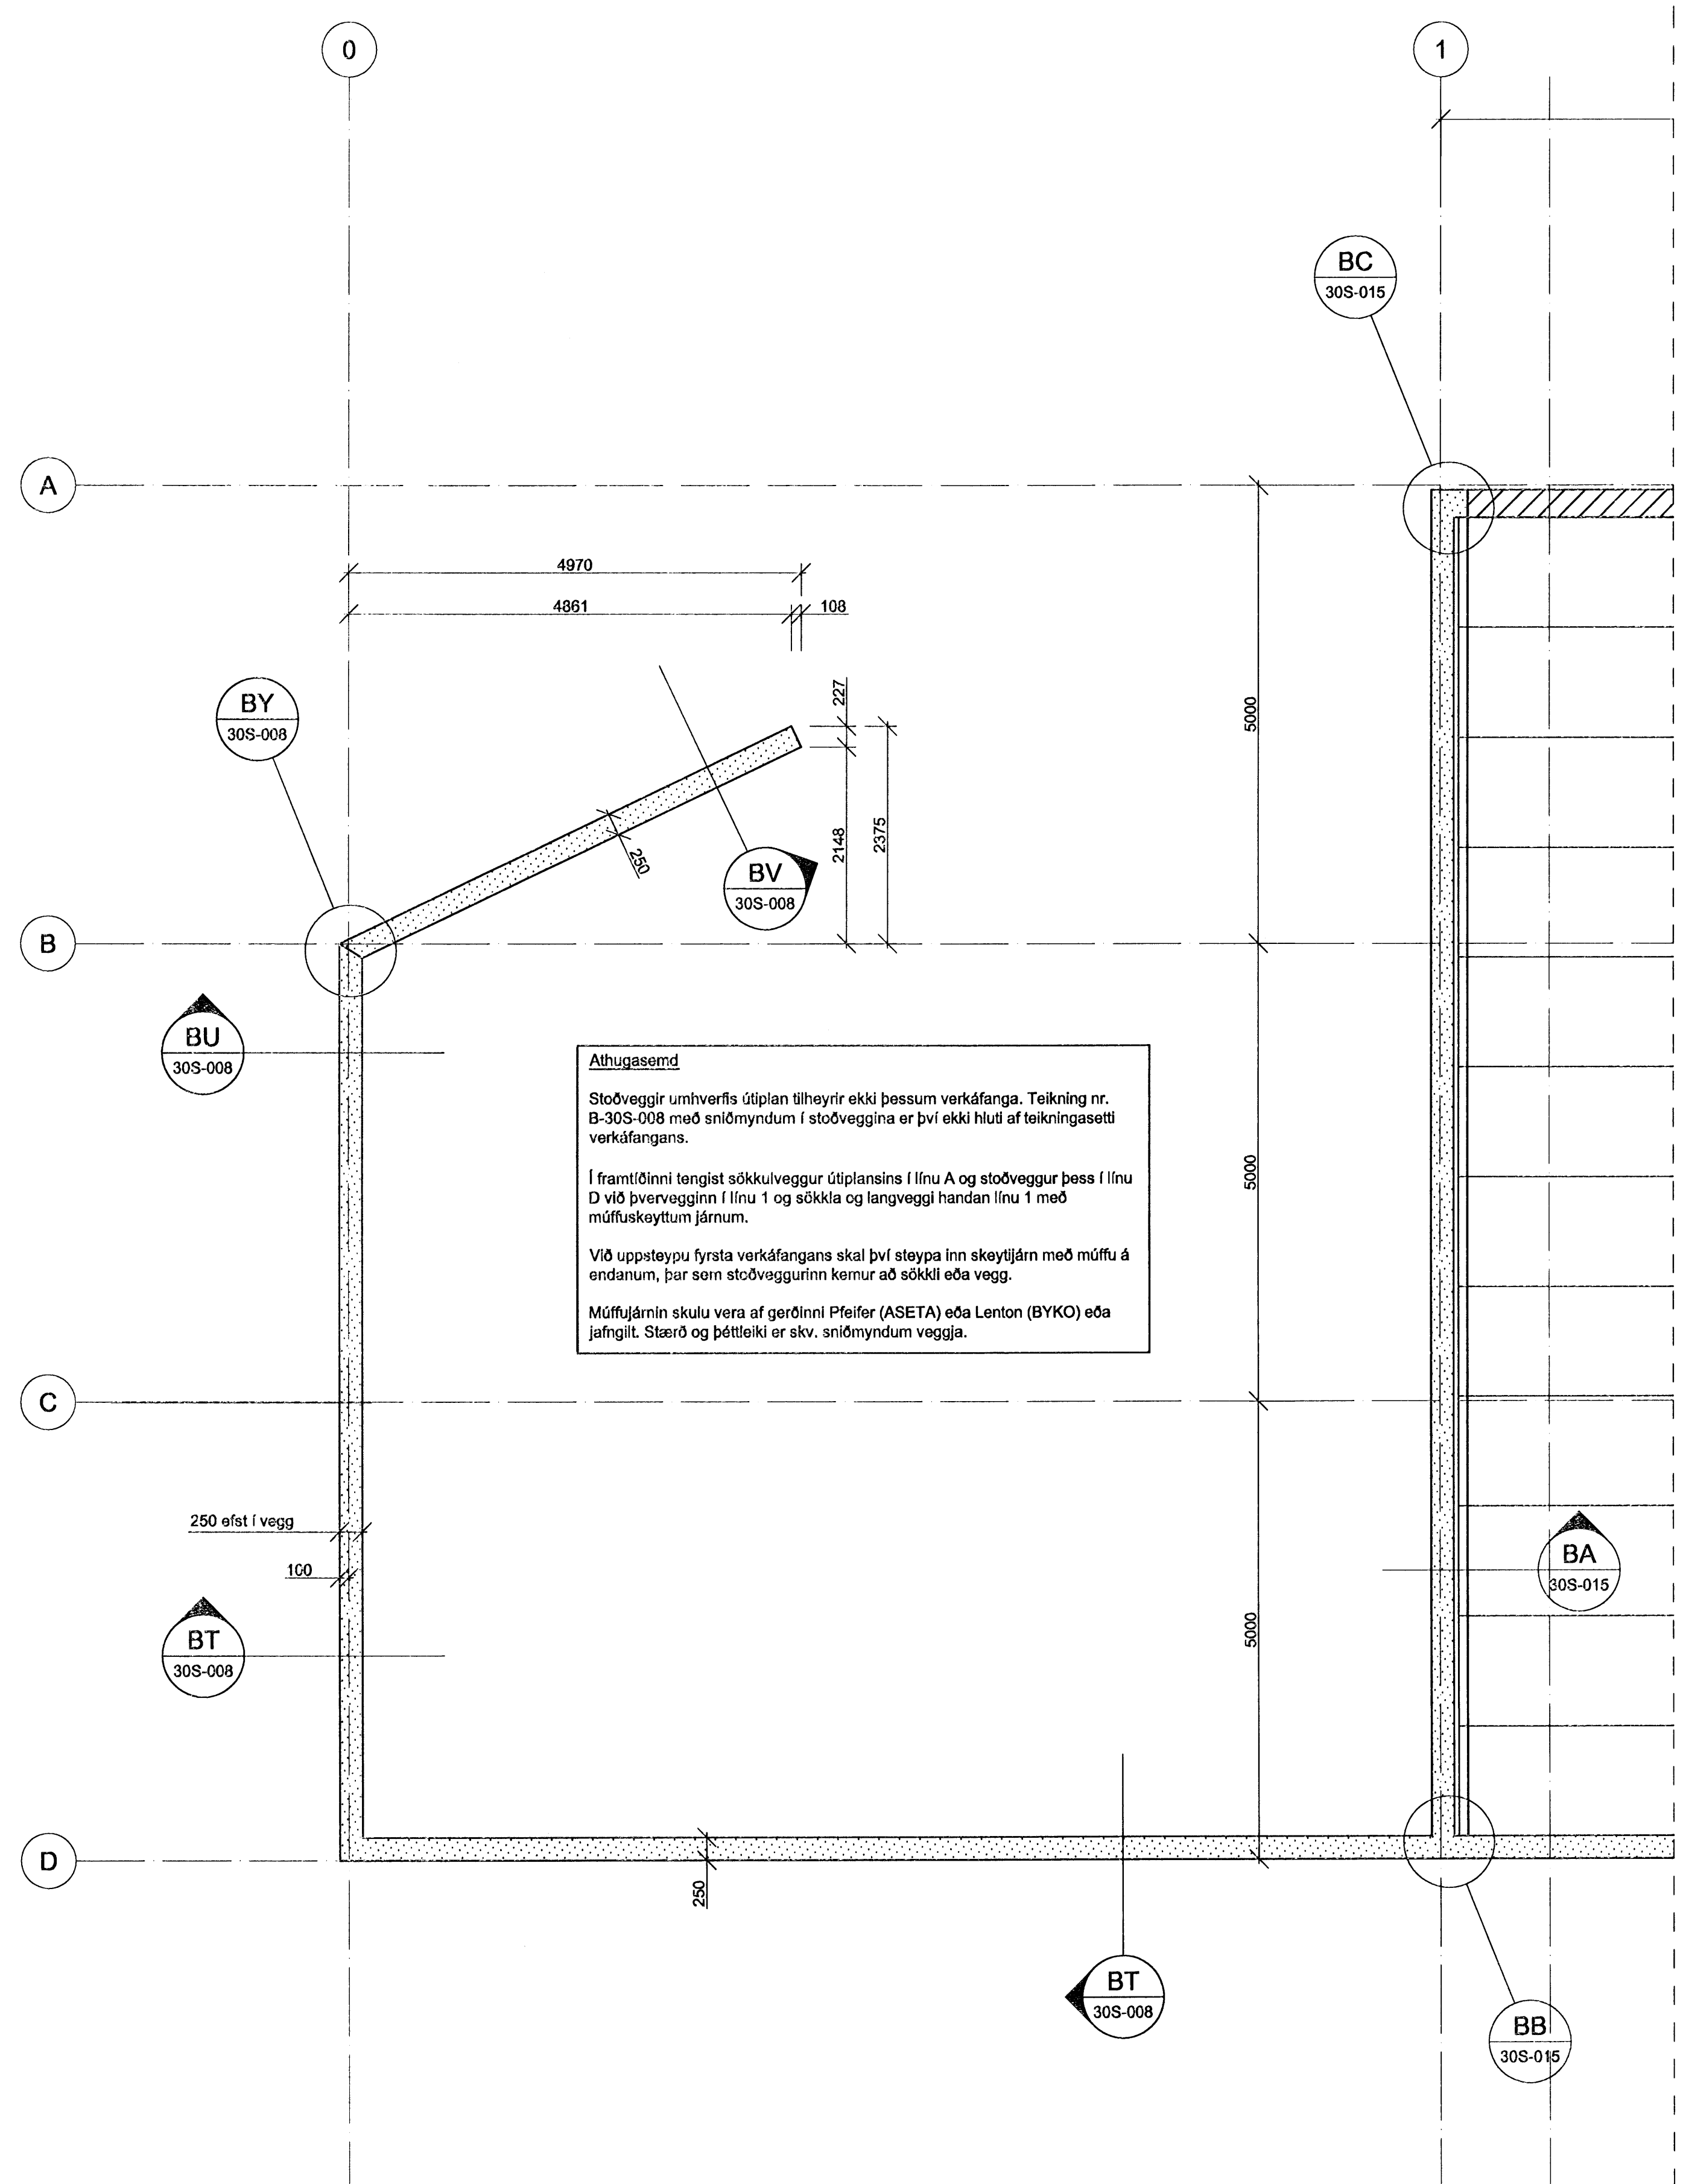 0
1
BC
30S-015
A
4970
4861
108
227
5000
BY
30S-008
2148
2375
250
BV
30S-008
B
BU
30S-008
Athugasemd
Stoðveggir umhverfis útiplan tilheyrir ekki þessum verkáfanga. Teikning nr.
B-30S-008 með sniðmyndum í stoðveggina er því ekki hluti af teikningasetti
verkáfangans.
Í framtíðinni tengist sökkulveggur útiplansins í línu A og stoðveggur þess í línu
D við þvervegginn í línu 1 og sökkla og langveggi handan línu 1 með
múffuskeyttum járnum.
Við uppsteypu fyrsta verkáfangans skal því steypa inn skeytijárn með múffu á
endanum, þar sem stoðveggurinn kemur að sökkli eða vegg.
Múffujárnin skulu vera af gerðinni Pfeifer (ASETA) eða Lenton (BYKO) eða
jafngilt. Stærð og þéttleiki er skv. sniðmyndum veggja.
5000
C
250 efst í vegg
100
BA
30S-015
BT
30S-008
5000
D
250
BT
30S-008
BB
30S-015